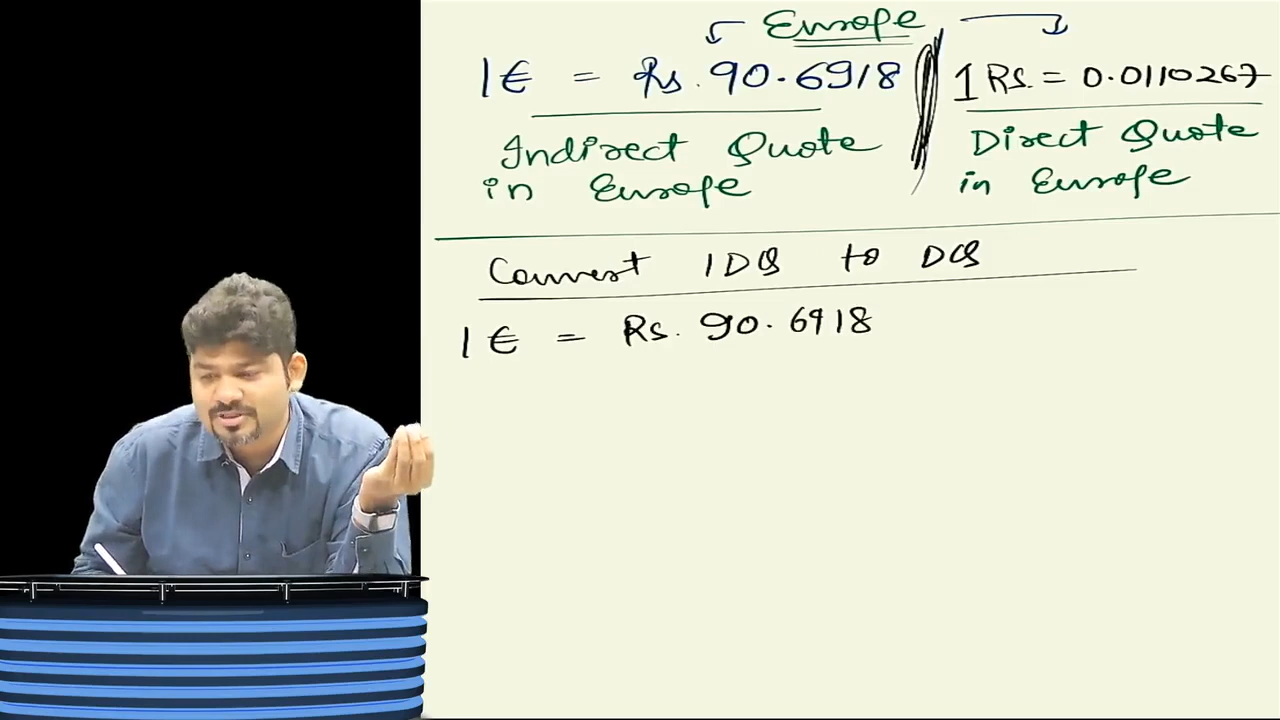 Europe
1€ = Rs. 90.6918
Indirect Quote
in Europe
1 Rs. = 0.0110267
Direct Quote
in Europe
Convert IDQ to DQ
1€ = Rs. 90.6918